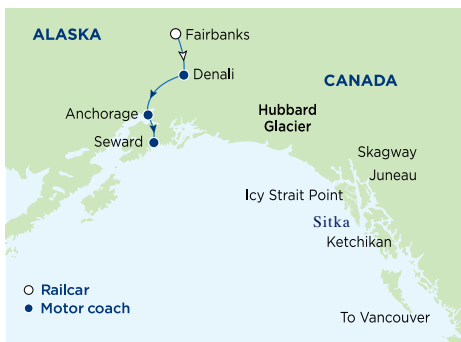 ALASKA
Fairbanks
Denali
CANADA
Anchorage
Hubbard
Glacier
Seward
Skagway
Juneau
Icy Strait Point
Sitka
Ketchikan
Railcar
Motor coach
To Vancouver